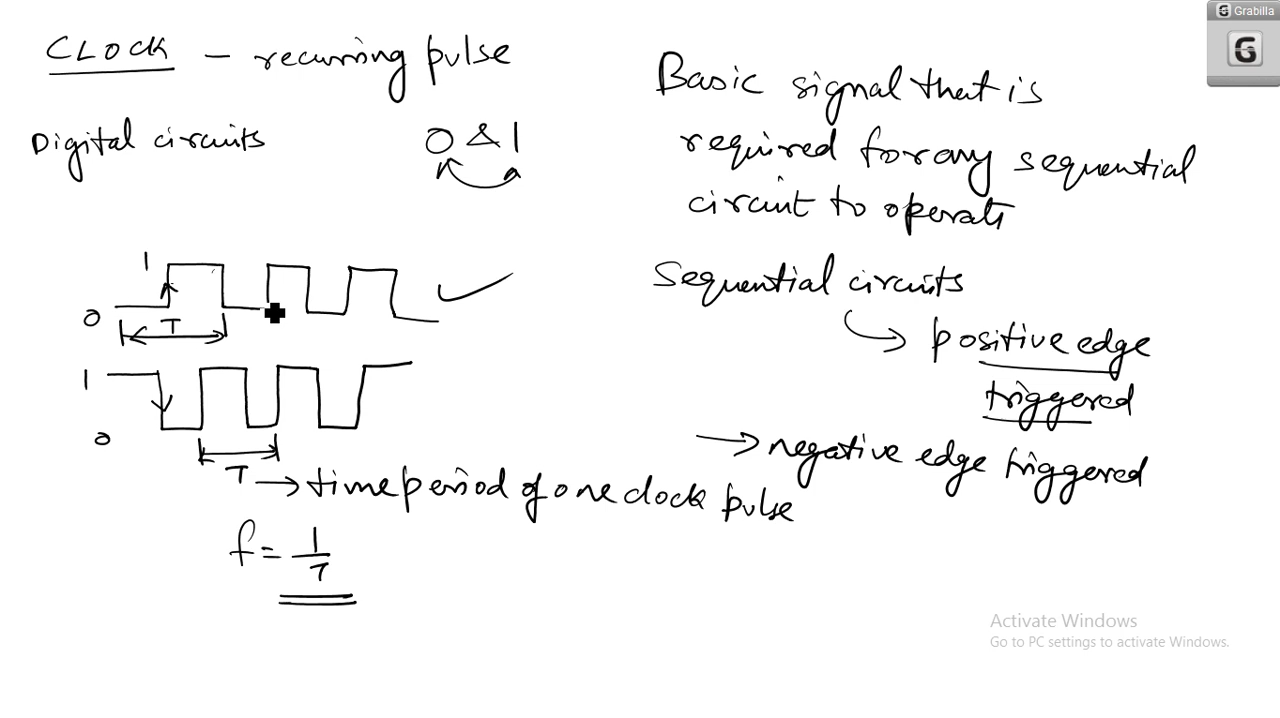 CLOCK – recurring pulse
Digital circuits 0 & 1
1
0
T
1
0
T → time period of one clock pulse
f = 1/T
Basic signal that is
required for any sequential
circuit to operate
Sequential circuits
→ positive edge
triggered
→ negative edge triggered
Grabilla
G
Activate Windows
Go to PC settings to activate Windows.